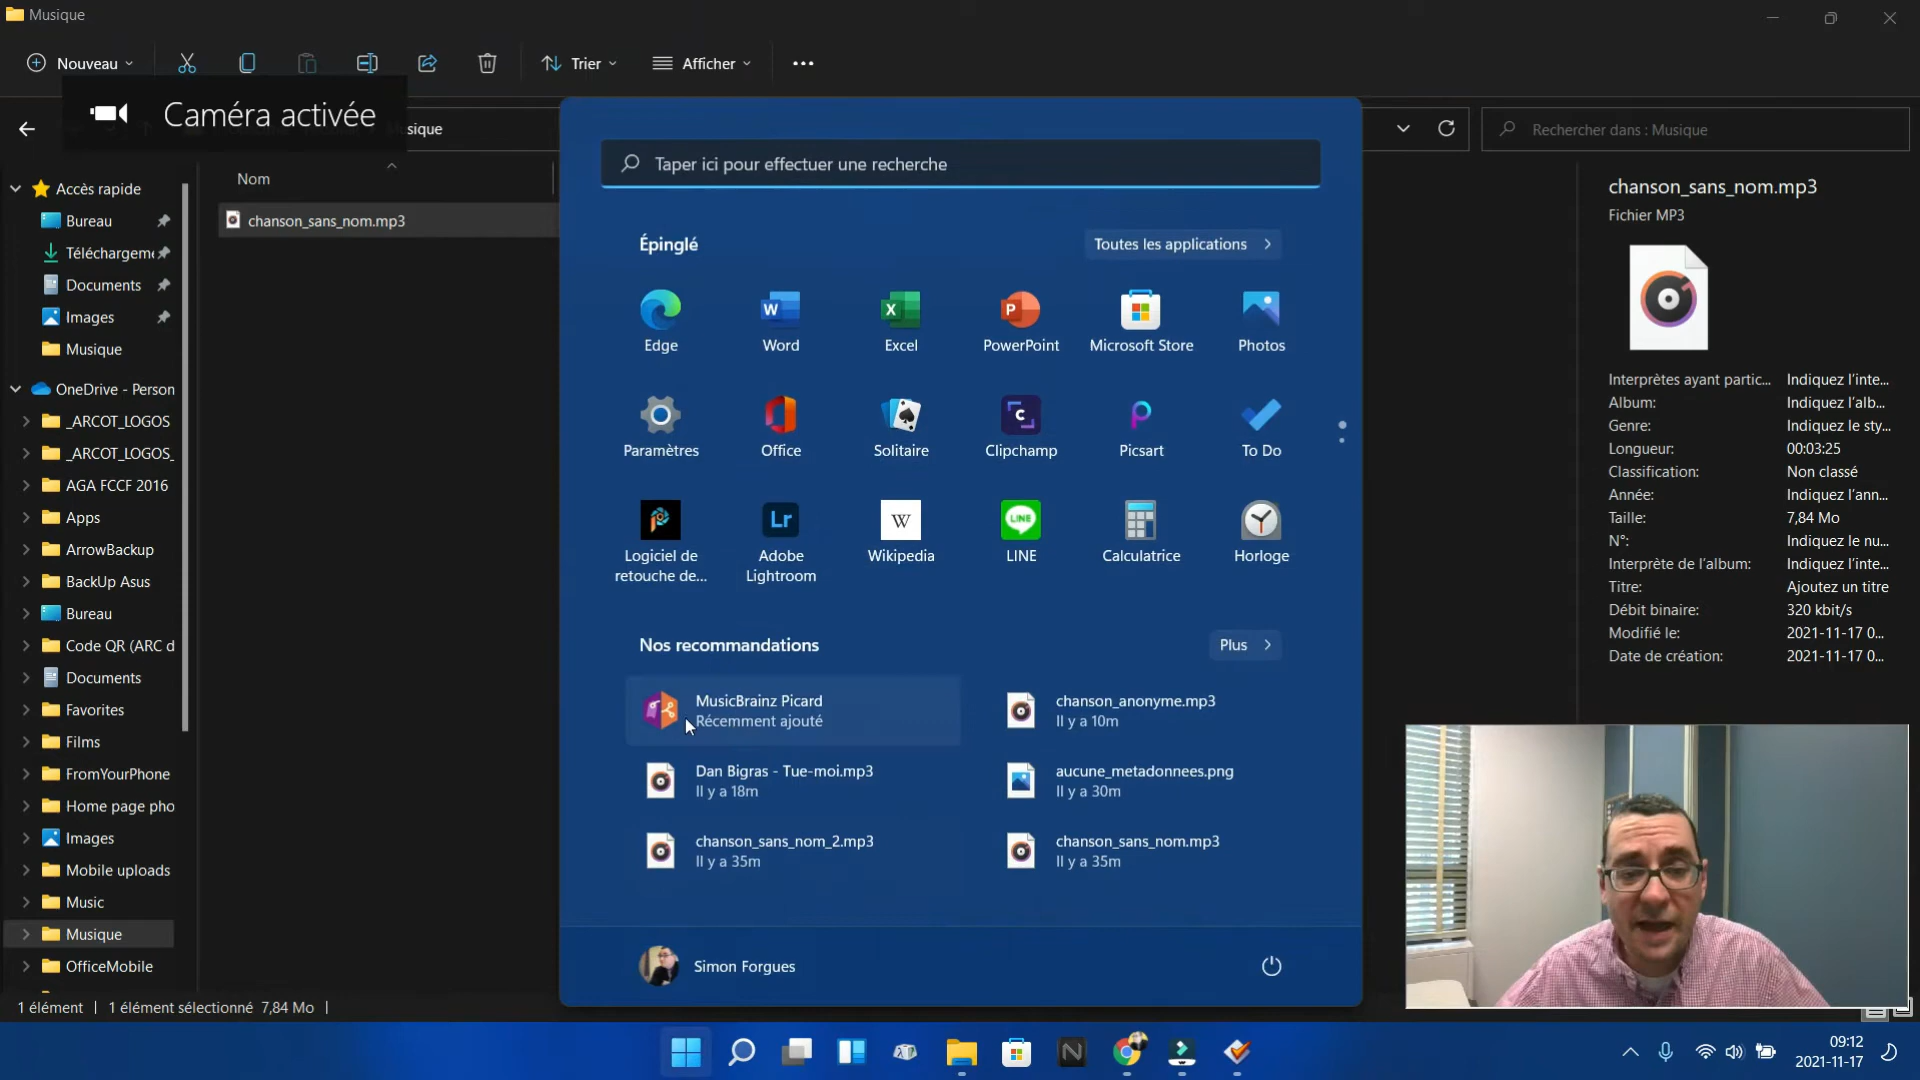 Musique
Nouveau
Trier
Afficher
Caméra activée
sique
Rechercher dans : Musique
Nom
chanson_sans_nom.mp3
Accès rapide
Bureau
Téléchargeme
Documents
Images
Musique
OneDrive - Person
_ARCOT_LOGOS
_ARCOT_LOGOS_
AGA FCCF 2016
Apps
ArrowBackup
BackUp Asus
Bureau
Code QR (ARC d
Documents
Favorites
Films
FromYourPhone
Home page pho
Images
Mobile uploads
Music
Musique
OfficeMobile
1 élément
1 élément sélectionné 7,84 Mo
Taper ici pour effectuer une recherche
Épinglé
Toutes les applications
Edge
Word
Excel
PowerPoint
Microsoft Store
Photos
Paramètres
Office
Solitaire
Clipchamp
Picsart
To Do
Logiciel de
retouche de...
Adobe
Lightroom
Wikipedia
LINE
Calculatrice
Horloge
Nos recommandations
Plus
MusicBrainz Picard
Récemment ajouté
chanson_anonyme.mp3
Il y a 10m
Dan Bigras - Tue-moi.mp3
Il y a 18m
aucune_metadonnees.png
Il y a 30m
chanson_sans_nom_2.mp3
Il y a 35m
chanson_sans_nom.mp3
Il y a 35m
Simon Forgues
chanson_sans_nom.mp3
Fichier MP3
Interprètes ayant partic... Indiquez l'inte...
Album: Indiquez l'alb...
Genre: Indiquez le sty...
Longueur: 00:03:25
Classification: Non classé
Année: Indiquez l'ann...
Taille: 7,84 Mo
N°: Indiquez le nu...
Interprète de l'album: Indiquez l'inte...
Titre: Ajoutez un titre
Débit binaire: 320 kbit/s
Modifié le: 2021-11-17 0...
Date de création: 2021-11-17 0...
09:12
2021-11-17